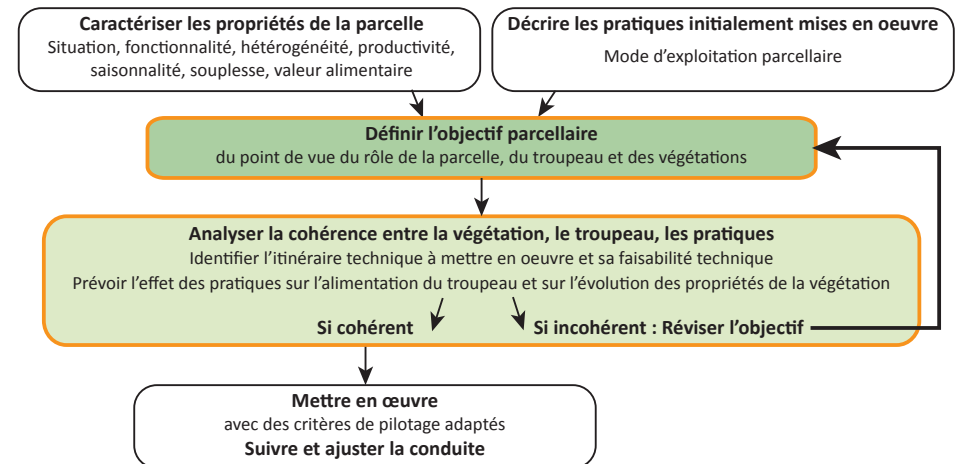 Caractériser les propriétés de la parcelle
Situation, fonctionnalité, hétérogénéité, productivité,
saisonnalité, souplesse, valeur alimentaire
Décrire les pratiques initialement mises en oeuvre
Mode d’exploitation parcellaire
Définir l’objectif parcellaire
du point de vue du rôle de la parcelle, du troupeau et des végétations
Analyser la cohérence entre la végétation, le troupeau, les pratiques
Identifier l’itinéraire technique à mettre en oeuvre et sa faisabilité technique
Prévoir l’effet des pratiques sur l’alimentation du troupeau et sur l’évolution des propriétés de la végétation
Si cohérent
Si incohérent : Réviser l’objectif
Mettre en œuvre
avec des critères de pilotage adaptés
Suivre et ajuster la conduite